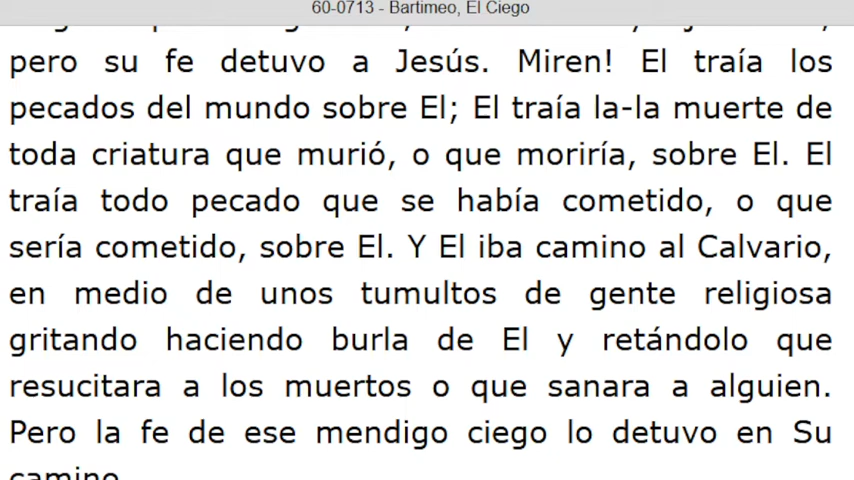 60-0713 - Bartimeo, El Ciego
pero su fe detuvo a Jesús. Miren! El traía los
pecados del mundo sobre El; El traía la-la muerte de
toda criatura que murió, o que moriría, sobre El. El
traía todo pecado que se había cometido, o que
sería cometido, sobre El. Y El iba camino al Calvario,
en medio de unos tumultos de gente religiosa
gritando haciendo burla de El y retándolo que
resucitara a los muertos o que sanara a alguien.
Pero la fe de ese mendigo ciego lo detuvo en Su
camino.